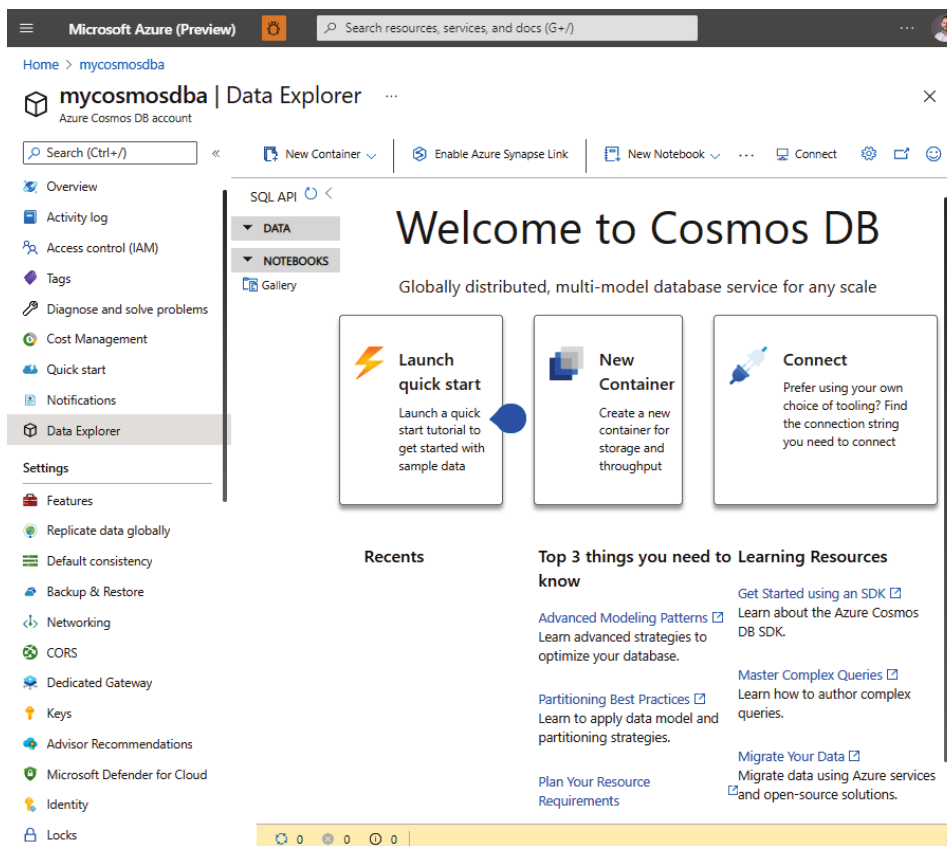 Microsoft Azure (Preview)
Search resources, services, and docs (G+/)
...
Home > mycosmosdba
mycosmosdba | Data Explorer ...
Azure Cosmos DB account
Search (Ctrl+/)
«
New Container
Enable Azure Synapse Link
New Notebook
...
Connect
Overview
Activity log
Access control (IAM)
Tags
Diagnose and solve problems
Cost Management
Quick start
Notifications
Data Explorer
Settings
Features
Replicate data globally
Default consistency
Backup & Restore
Networking
CORS
Dedicated Gateway
Keys
Advisor Recommendations
Microsoft Defender for Cloud
Identity
Locks
SQL API
DATA
NOTEBOOKS
Gallery
Welcome to Cosmos DB
Globally distributed, multi-model database service for any scale
Launch
quick start
Launch a quick
start tutorial to
get started with
sample data
New
Container
Create a new
container for
storage and
throughput
Connect
Prefer using your own
choice of tooling? Find
the connection string
you need to connect
Recents
Top 3 things you need to
know
Advanced Modeling Patterns
Learn advanced strategies to
optimize your database.
Partitioning Best Practices
Learn to apply data model and
partitioning strategies.
Plan Your Resource
Requirements
Learning Resources
Get Started using an SDK
Learn about the Azure Cosmos
DB SDK.
Master Complex Queries
Learn how to author complex
queries.
Migrate Your Data
Migrate data using Azure services
and open-source solutions.
0 0 0